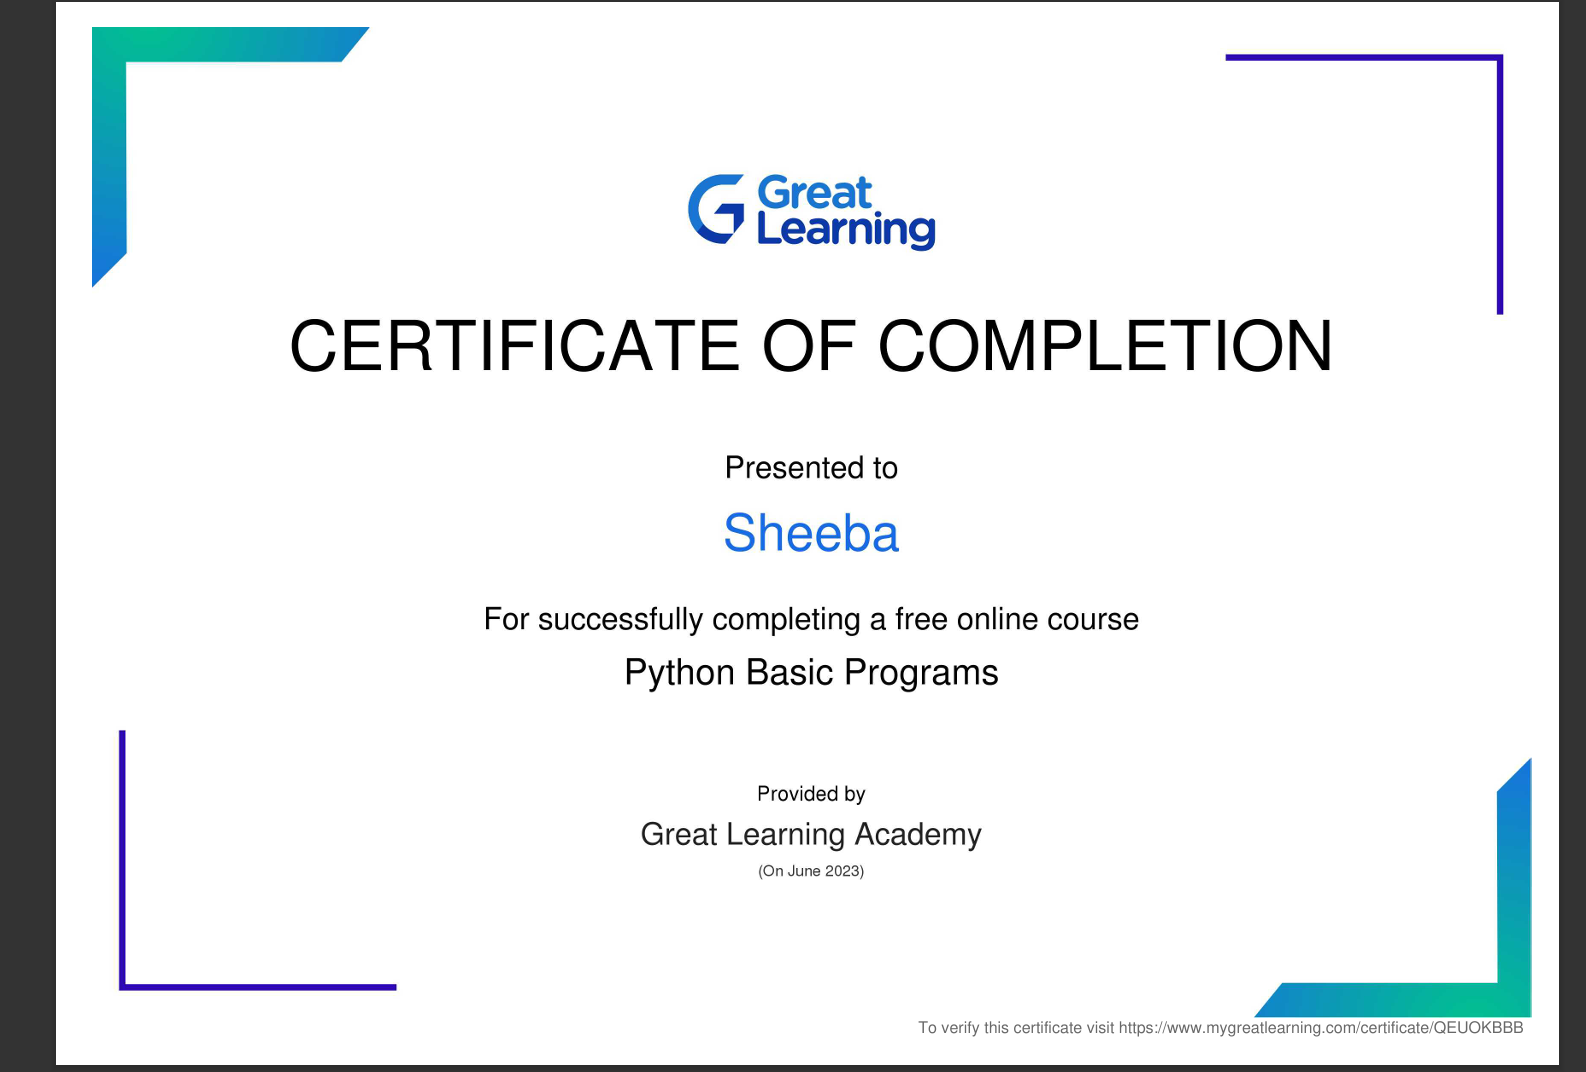 Great
Learning
CERTIFICATE OF COMPLETION
Presented to
Sheeba
For successfully completing a free online course
Python Basic Programs
Provided by
Great Learning Academy
(On June 2023)
To verify this certificate visit https://www.mygreatlearning.com/certificate/QEUOKBBB